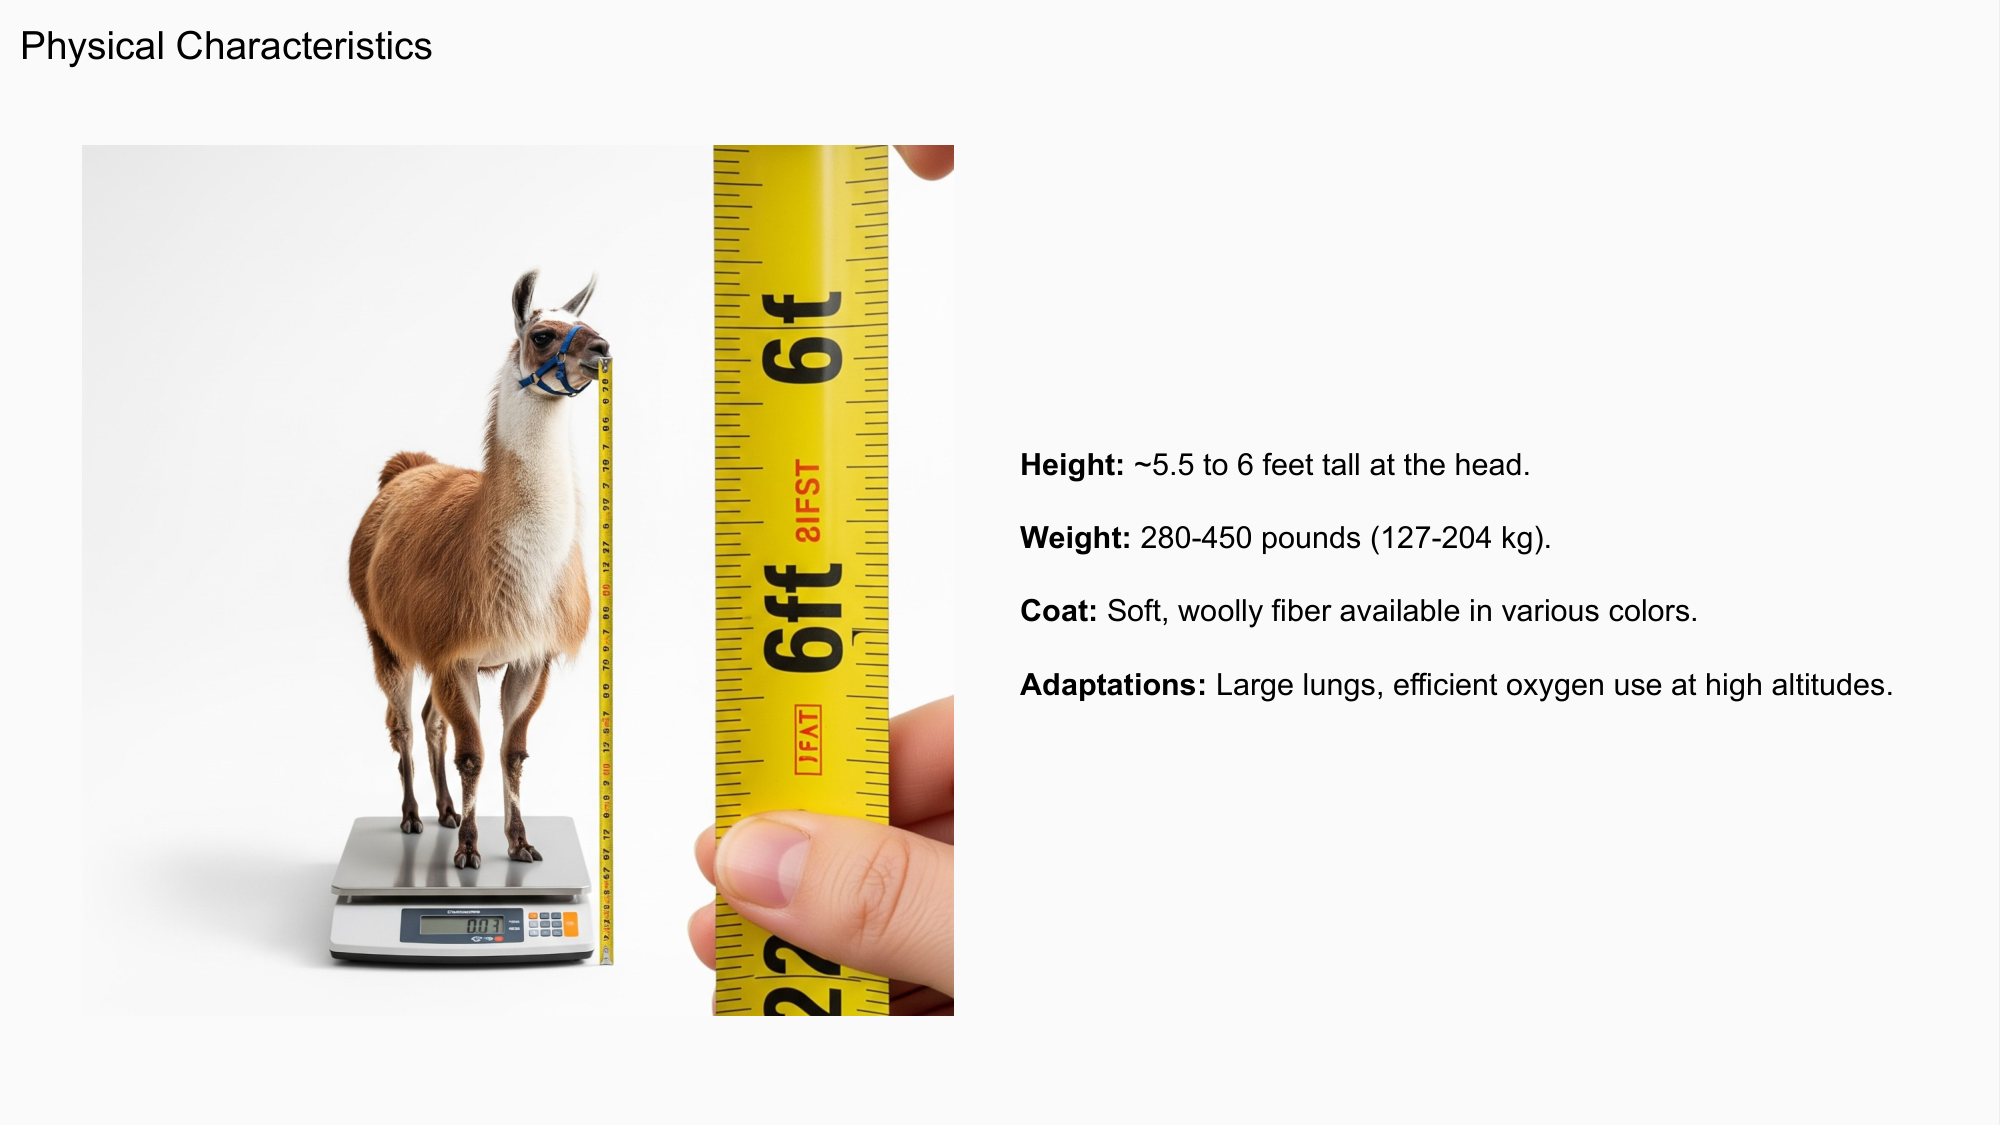 Physical Characteristics
6ft
8IFST
6ft
JFAT
22
0.03
Height: ~5.5 to 6 feet tall at the head.
Weight: 280-450 pounds (127-204 kg).
Coat: Soft, woolly fiber available in various colors.
Adaptations: Large lungs, efficient oxygen use at high altitudes.